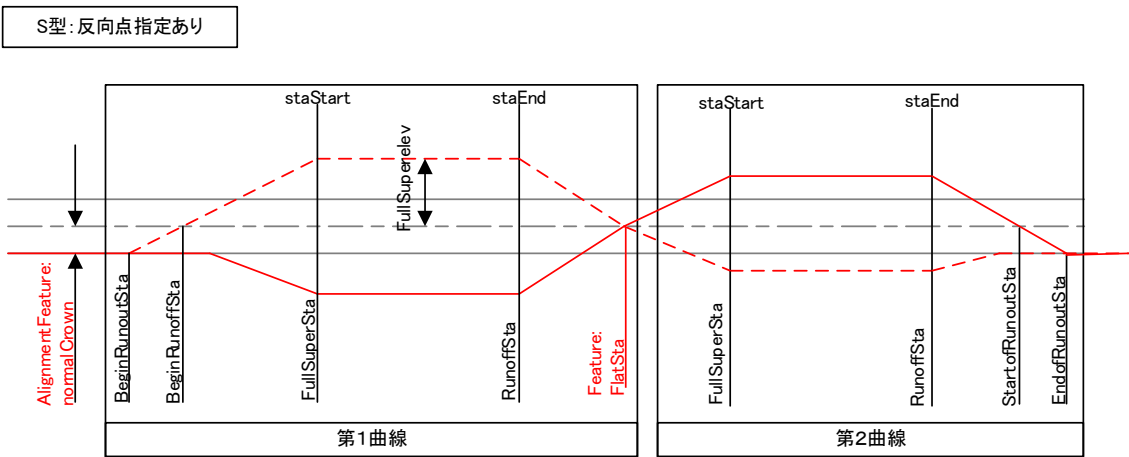 S型:反向点指定あり
staStart
staEnd
staStart
staEnd
FullSuperelev
AlignmentFeature:
normalCrown
BeginRunoutSta
BeginRunoffSta
FullSuperSta
RunoffSta
Feature:
FlatSta
FullSuperSta
RunoffSta
StartofRunoutSta
EndofRunoutSta
第1曲線
第2曲線